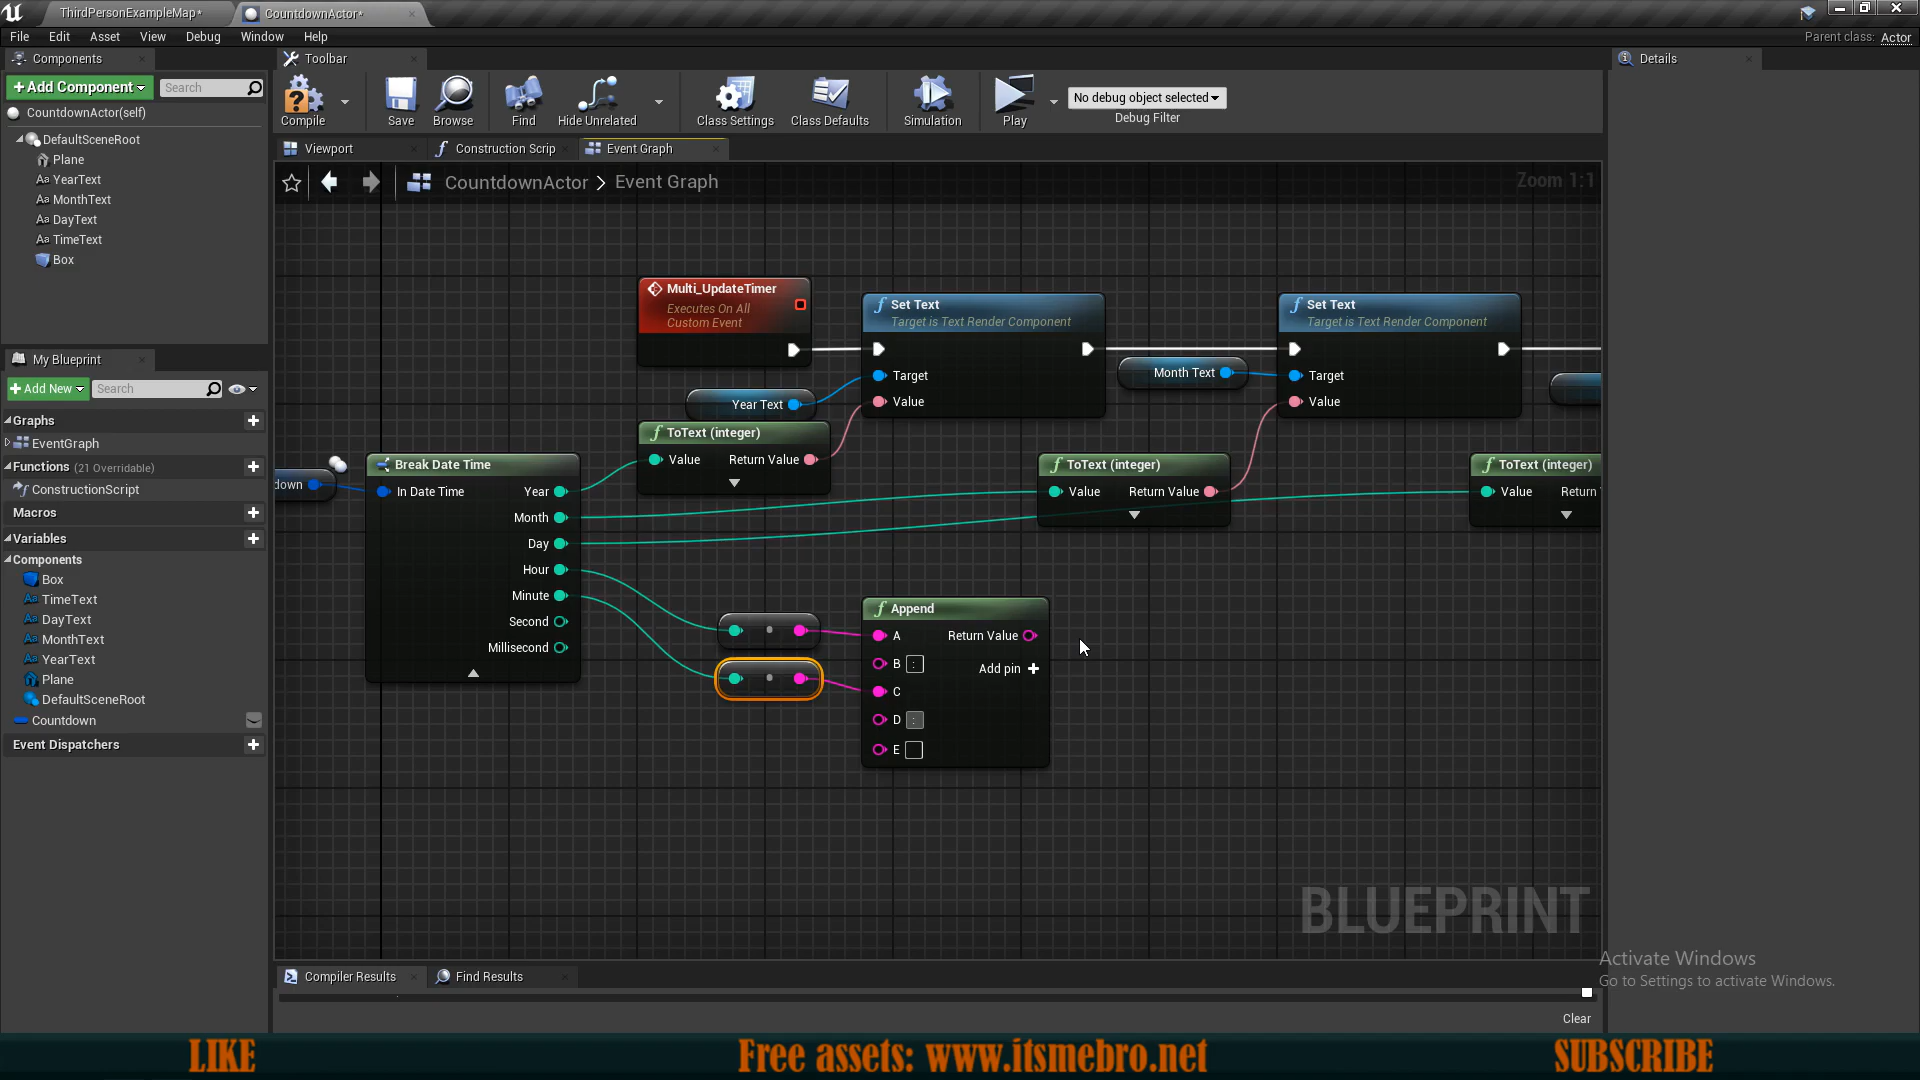 ThirdPersonExampleMap*
CountdownActor*
File Edit Asset View Debug Window Help
Parent class: Actor
Components
Toolbar
Details
+Add Component
Search
CountdownActor(self)
DefaultSceneRoot
Plane
YearText
MonthText
DayText
TimeText
Box
Compile
Save
Browse
Find
Hide Unrelated
Class Settings
Class Defaults
Simulation
Play
No debug object selected
Debug Filter
Viewport
Construction Scrip
Event Graph
CountdownActor > Event Graph
Zoom 1:1
My Blueprint
+Add New
Search
Graphs
EventGraph
Functions (21 Overridable)
ConstructionScript
Macros
Variables
Components
Box
TimeText
DayText
MonthText
YearText
Plane
DefaultSceneRoot
Countdown
Event Dispatchers
Multi_UpdateTimer
Executes On All
Custom Event
Set Text
Target is Text Render Component
Target
Value
Year Text
Month Text
Set Text
Target is Text Render Component
Target
Value
ToText (integer)
Value Return Value
ToText (integer)
Value Return Value
ToText (integer)
Value Return
down
Break Date Time
In Date Time Year
Month
Day
Hour
Minute
Second
Millisecond
Append
A Return Value
B :
Add pin +
C
D :
E
BLUEPRINT
Compiler Results
Find Results
Clear
Activate Windows
Go to Settings to activate Windows.
LIKE
Free assets: www.itsmebro.net
SUBSCRIBE